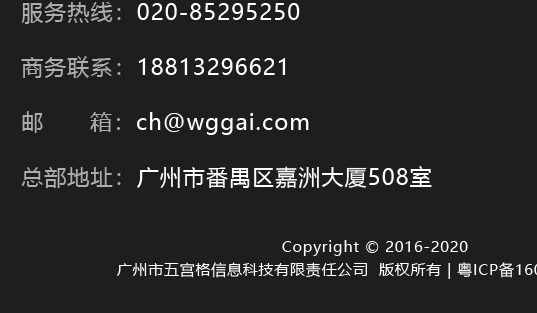 服务热线：020-85295250
商务联系：18813296621
邮　　箱：ch@wggai.com
总部地址：广州市番禺区嘉洲大厦508室
Copyright © 2016-2020
广州市五宫格信息科技有限责任公司 版权所有 | 粤ICP备160